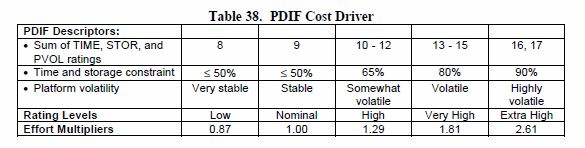 Table 38. PDIF Cost Driver
PDIF Descriptors:
• Sum of TIME, STOR, and PVOL ratings 8 9 10 - 12 13 - 15 16, 17
• Time and storage constraint ≤ 50% ≤ 50% 65% 80% 90%
• Platform volatility Very stable Stable Somewhat volatile Volatile Highly volatile
Rating Levels Low Nominal High Very High Extra High
Effort Multipliers 0.87 1.00 1.29 1.81 2.61